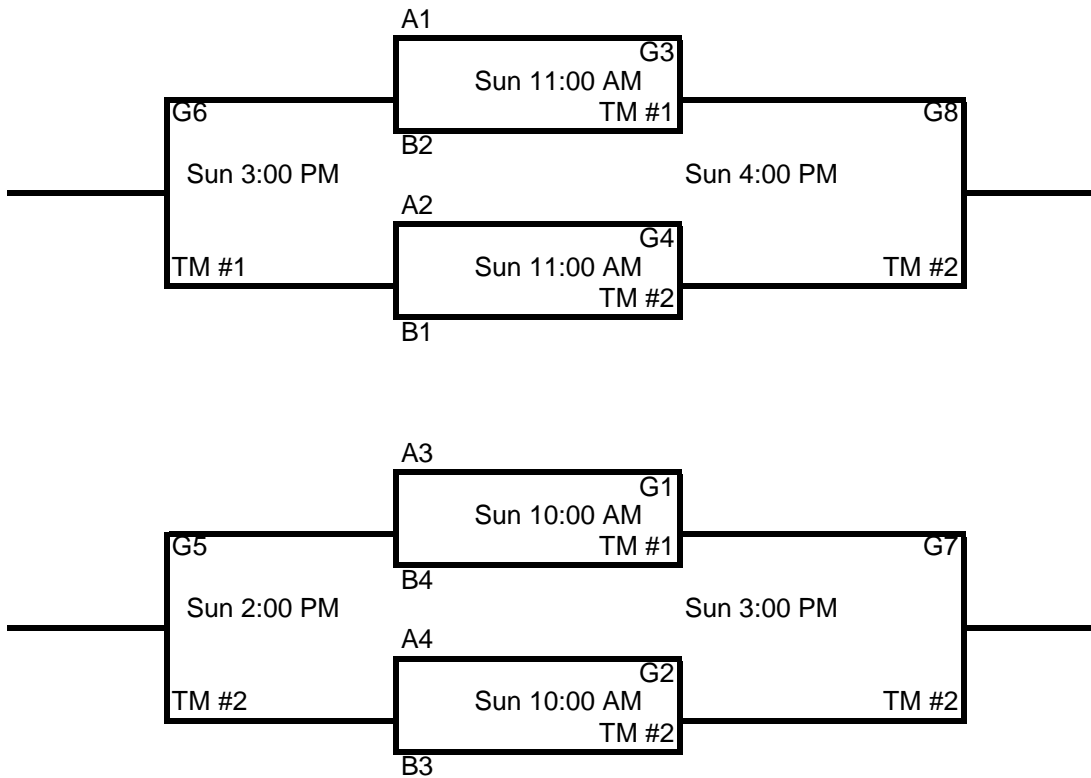 A1
G3
Sun 11:00 AM
G6 TM #1 G8
B2
Sun 3:00 PM Sun 4:00 PM
A2
G4
TM #1 Sun 11:00 AM TM #2
TM #2
B1
A3
G1
Sun 10:00 AM
G5 TM #1 G7
B4
Sun 2:00 PM Sun 3:00 PM
A4
G2
TM #2 Sun 10:00 AM TM #2
TM #2
B3